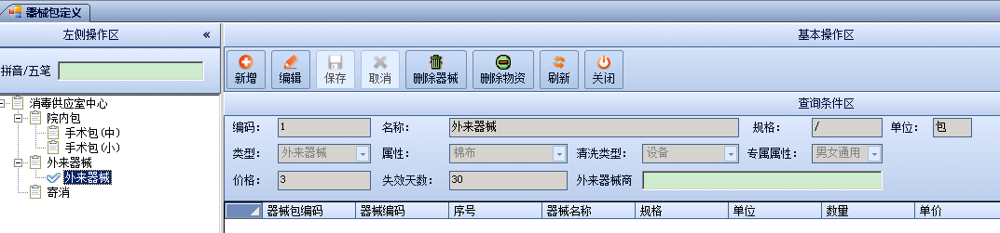 器械包定义
左侧操作区 «
拼音/五笔
消毒供应室中心
院内包
手术包(中)
手术包(小)
外来器械
外来器械
寄消
基本操作区
新增 编辑 保存 取消 删除器械 删除物资 刷新 关闭
查询条件区
编码: 1 名称: 外来器械 规格: / 单位: 包
类型: 外来器械 属性: 棉布 清洗类型: 设备 专属属性: 男女通用
价格: 3 失效天数: 30 外来器械商
器械包编码 器械编码 序号 器械名称 规格 单位 数量 单价